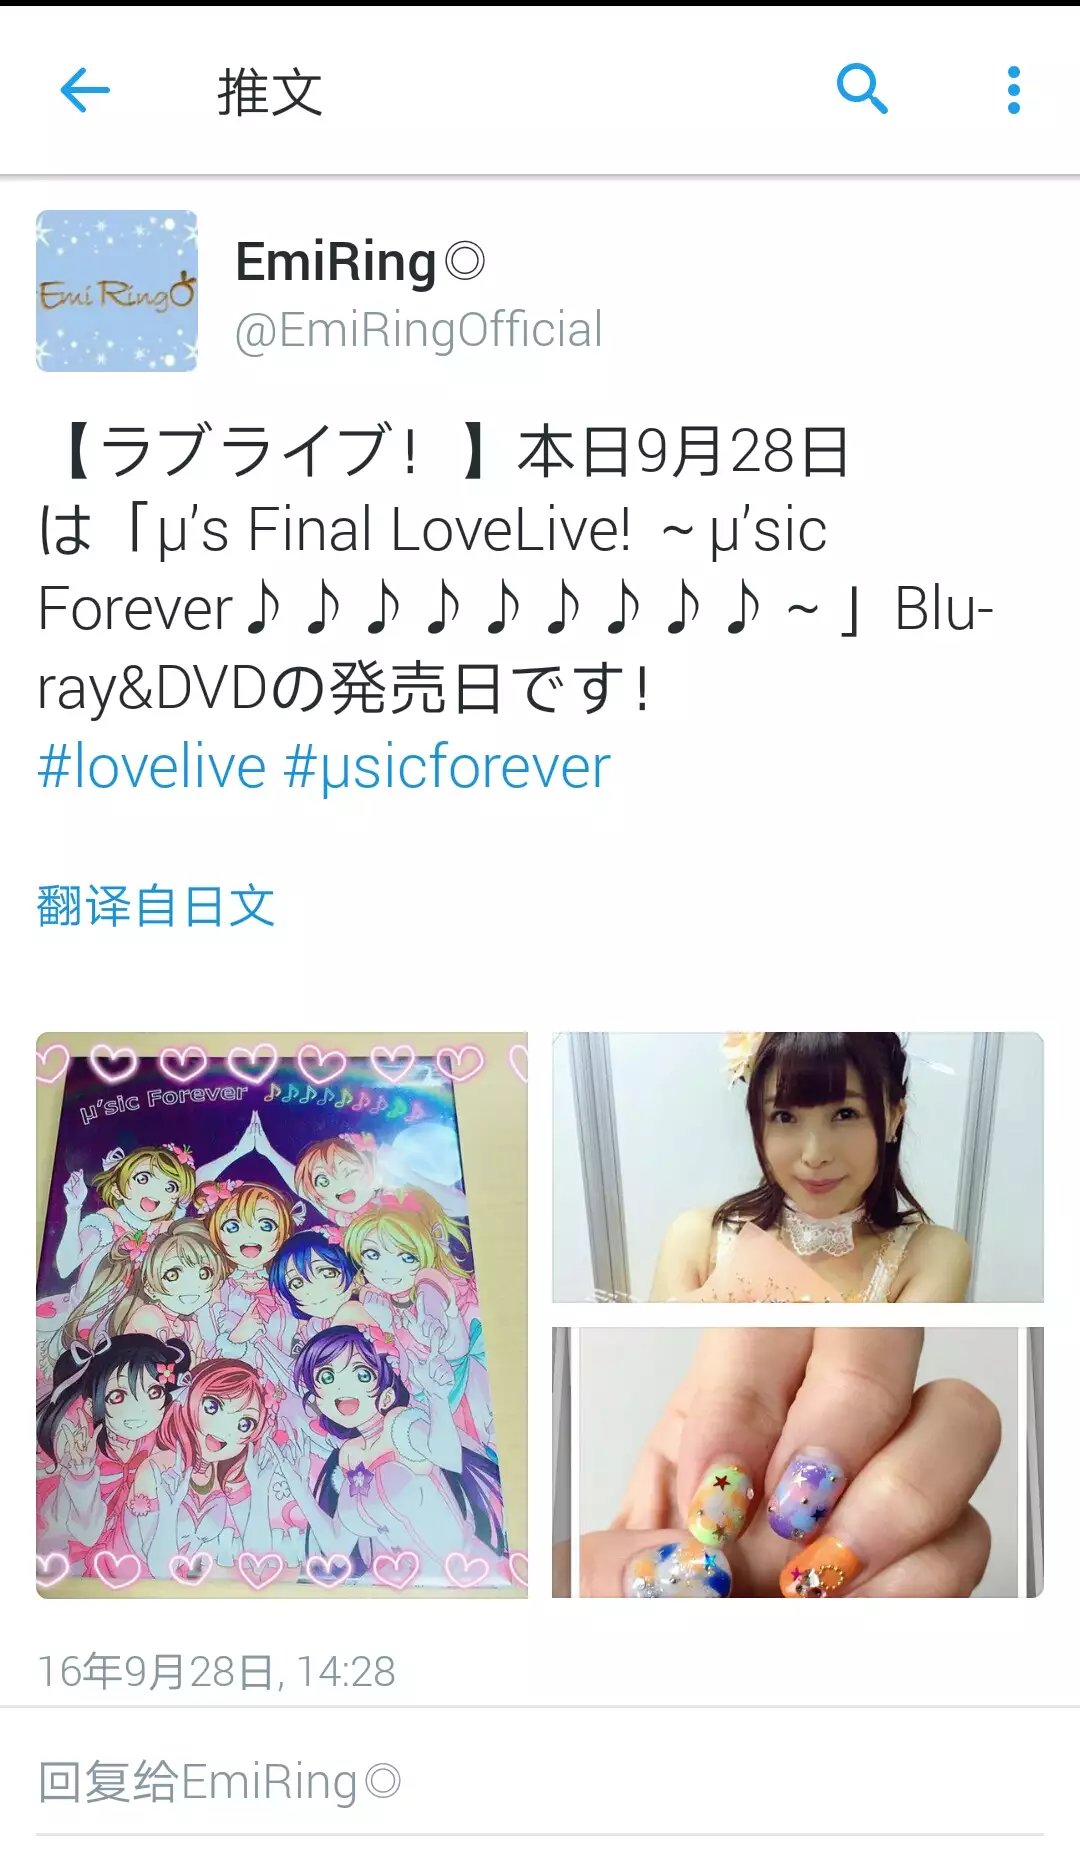 推文
Emi Ring
EmiRing◎
@EmiRingOfficial
【ラブライブ！】本日9月28日
は「μ's Final LoveLive! ~μ'sic
Forever♪♪♪♪♪♪♪♪♪~」Blu-
ray&DVDの発売日です!
#lovelive #μsicforever
翻译自日文
μ'sic Forever ♪♪♪♪♪♪♪♪♪
16年9月28日, 14:28
回复给EmiRing◎